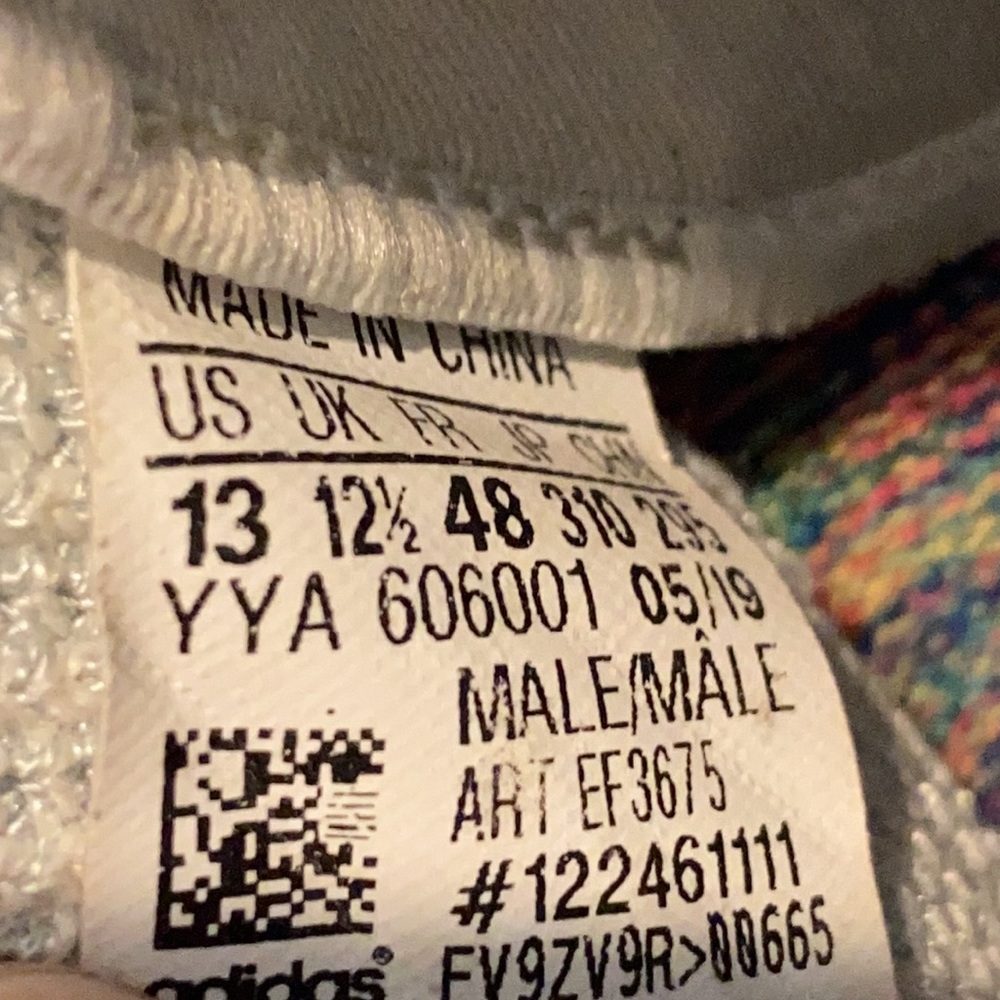 MADE IN CHINA
US UK FR JP CHN
13 12½ 48 310 295
YYA 606001 05/19
MALE/MÂLE
ART EF3675
#122461111
adidas® FV9ZV9R>00665